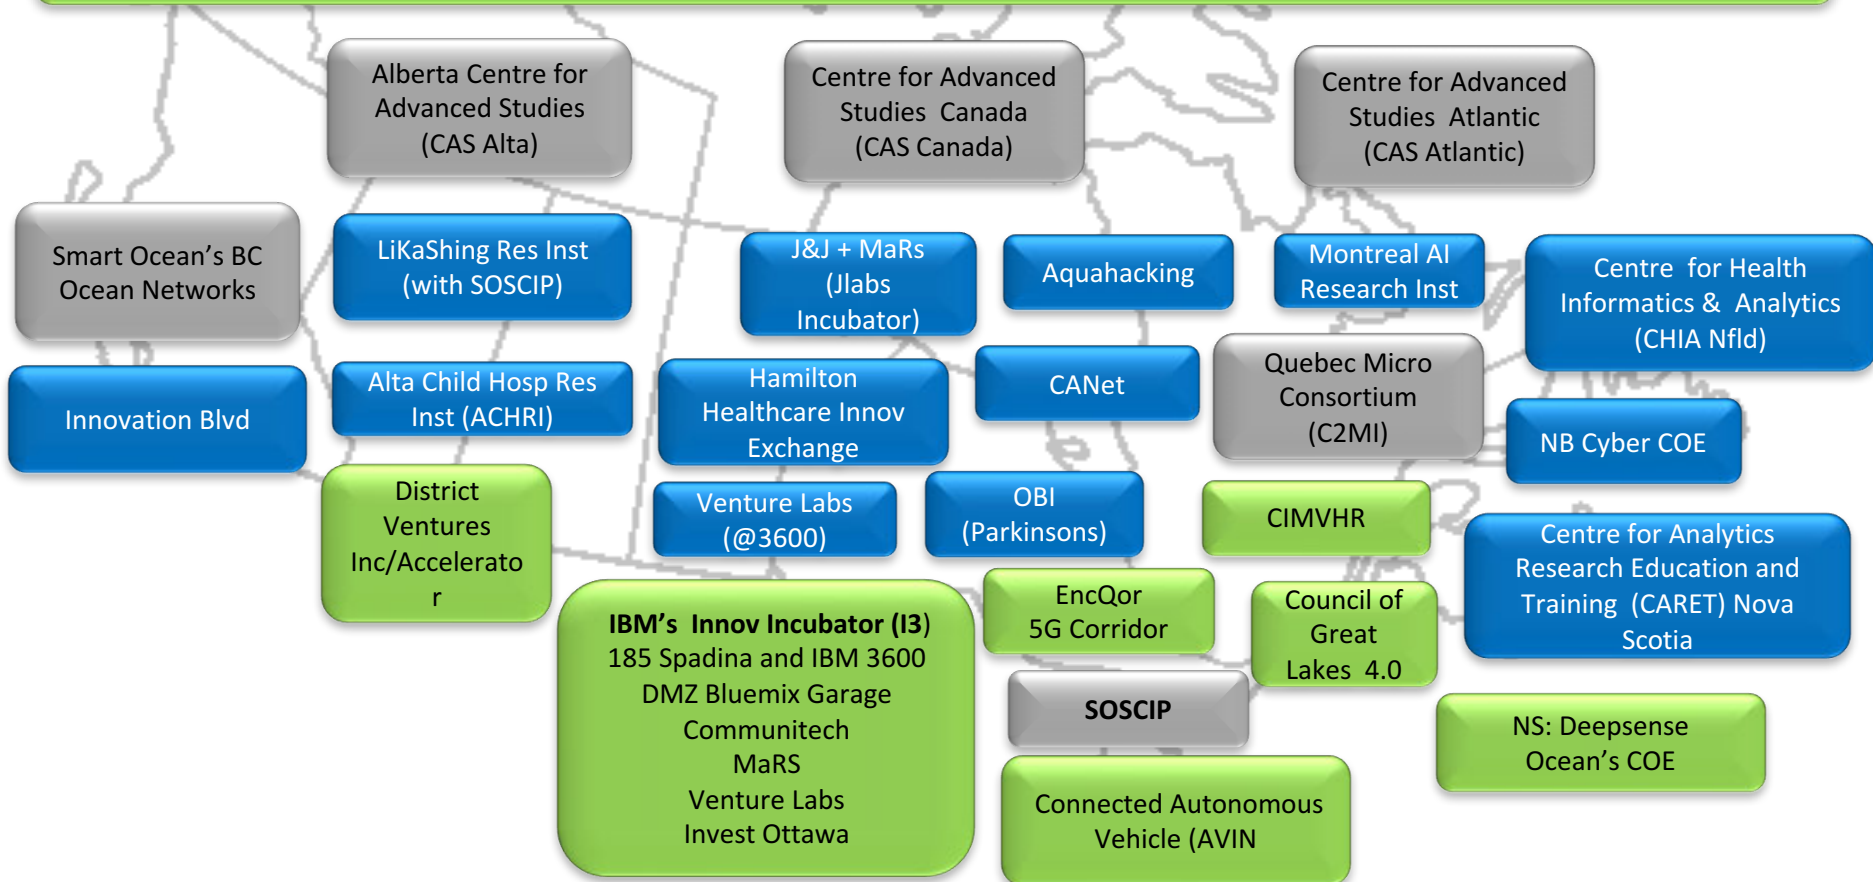 Alberta Centre for
Advanced Studies
(CAS Alta)
Centre for Advanced
Studies Canada
(CAS Canada)
Centre for Advanced
Studies Atlantic
(CAS Atlantic)
Smart Ocean’s BC
Ocean Networks
LiKaShing Res Inst
(with SOSCIP)
J&J + MaRs
(Jlabs
Incubator)
Aquahacking
Montreal AI
Research Inst
Centre for Health
Informatics & Analytics
(CHIA Nfld)
Innovation Blvd
Alta Child Hosp Res
Inst (ACHRI)
Hamilton
Healthcare Innov
Exchange
CANet
Quebec Micro
Consortium
(C2MI)
NB Cyber COE
District
Ventures
Inc/Accelerato
r
Venture Labs
(@3600)
OBI
(Parkinsons)
CIMVHR
Centre for Analytics
Research Education and
Training (CARET) Nova
Scotia
IBM’s Innov Incubator (I3)
185 Spadina and IBM 3600
DMZ Bluemix Garage
Communitech
MaRS
Venture Labs
Invest Ottawa
EncQor
5G Corridor
Council of
Great
Lakes 4.0
SOSCIP
NS: Deepsense
Ocean’s COE
Connected Autonomous
Vehicle (AVIN